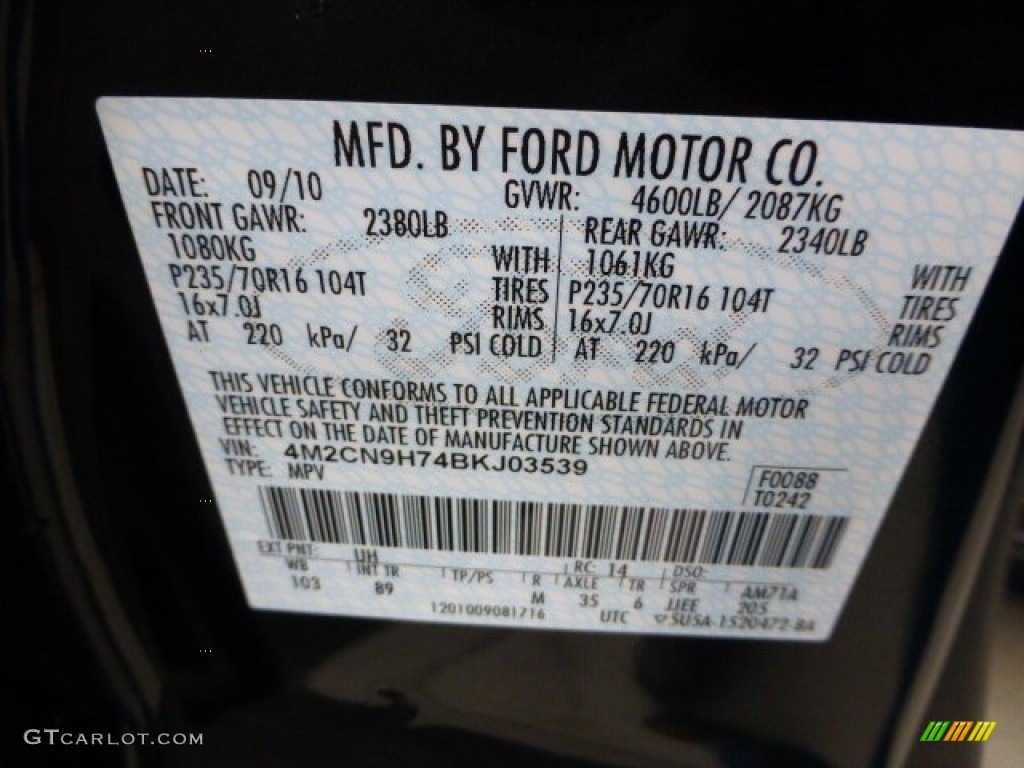 MFD. BY FORD MOTOR CO.
DATE: 09/10 GVWR: 4600LB/ 2087KG
FRONT GAWR: 2380LB REAR GAWR: 2340LB
1080KG WITH 1061KG WITH
P235/70R16 104T TIRES P235/70R16 104T TIRES
16x7.0J RIMS 16x7.0J RIMS
AT 220 kPa/ 32 PSI COLD AT 220 kPa/ 32 PSI COLD
THIS VEHICLE CONFORMS TO ALL APPLICABLE FEDERAL MOTOR
VEHICLE SAFETY AND THEFT PREVENTION STANDARDS IN
EFFECT ON THE DATE OF MANUFACTURE SHOWN ABOVE.
VIN: 4M2CN9H74BKJ03539
TYPE: MPV
F0088
T0242
EXT PNT: UH RC: 14 DSO:
WB INT TR TP/PS R AXLE TR SPR AM71A
103 89 M 35 6 JJEE 205
1201009081716 UTC 5U5A-1520472-BA
GTCARLOT.COM